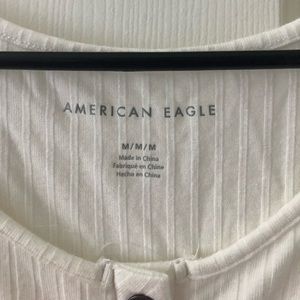 AMERICAN EAGLE
M/M/M
Made in China
Fabriqué en Chine
Hecho en China